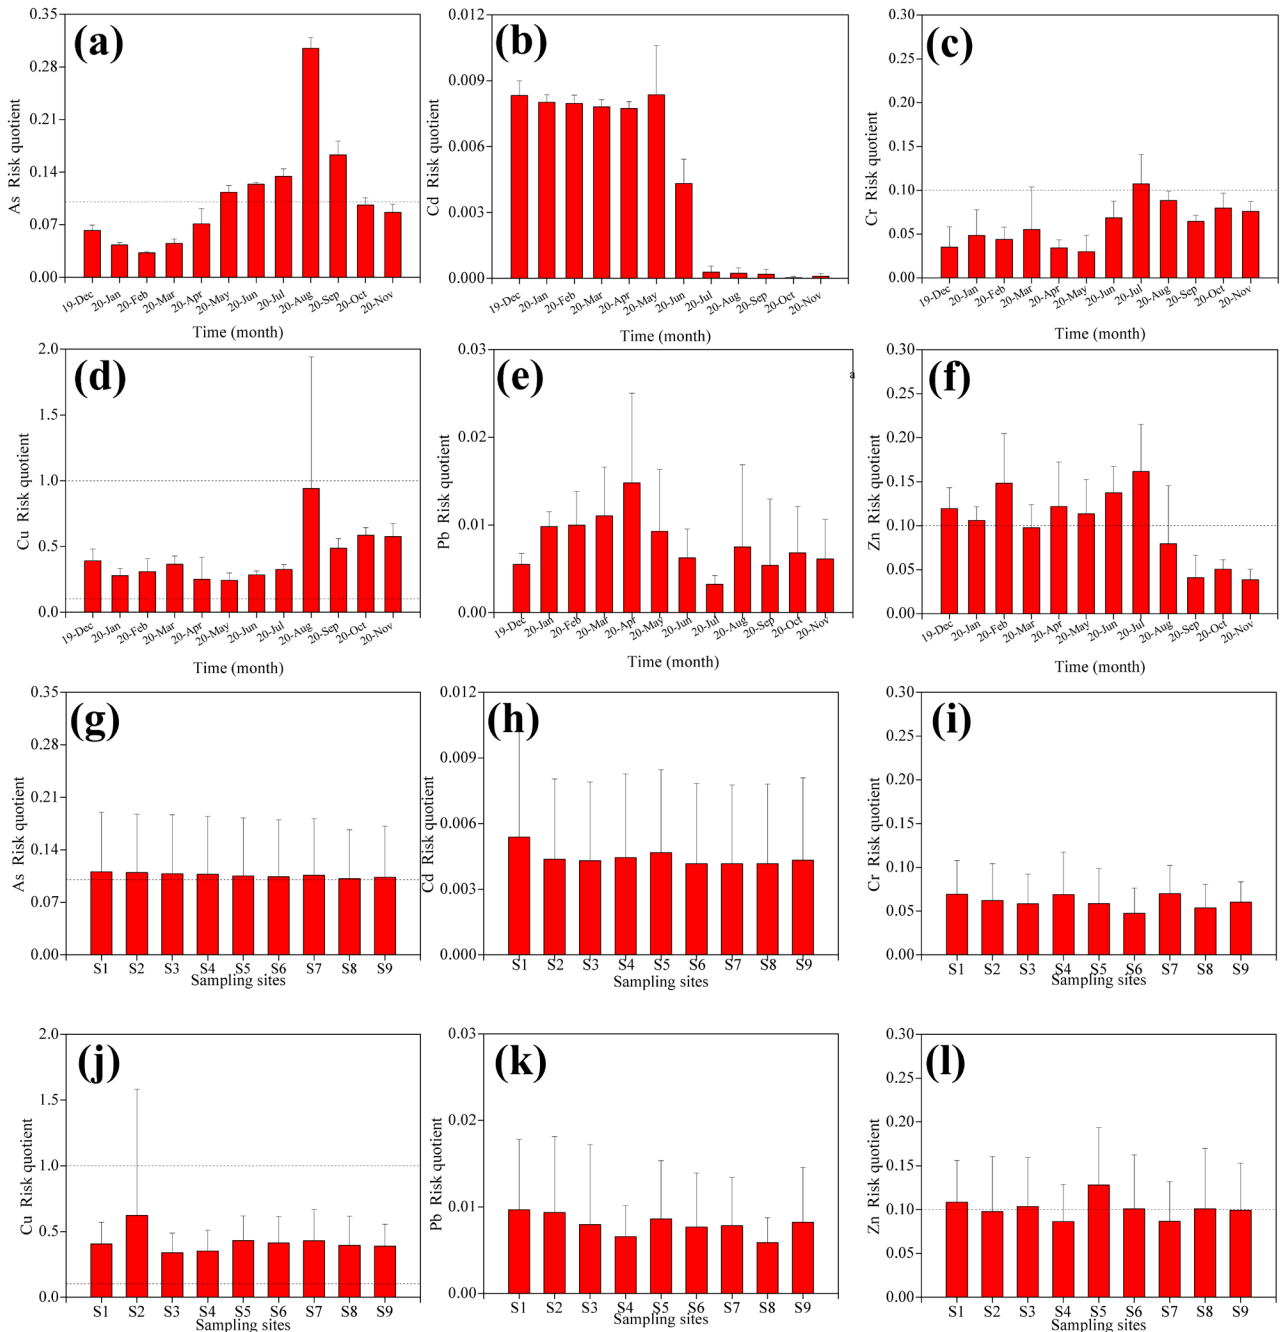 (a)
As Risk quotient
0.35
0.28
0.21
0.14
0.07
0.00
19-Dec 20-Jan 20-Feb 20-Mar 20-Apr 20-May 20-Jun 20-Jul 20-Aug 20-Sep 20-Oct 20-Nov
Time (month)
(b)
Cd Risk quotient
0.012
0.009
0.006
0.003
0.000
19-Dec 20-Jan 20-Feb 20-Mar 20-Apr 20-May 20-Jun 20-Jul 20-Aug 20-Sep 20-Oct 20-Nov
Time (month)
(c)
Cr Risk quotient
0.30
0.25
0.20
0.15
0.10
0.05
0.00
19-Dec 20-Jan 20-Feb 20-Mar 20-Apr 20-May 20-Jun 20-Jul 20-Aug 20-Sep 20-Oct 20-Nov
Time (month)
(d)
Cu Risk quotient
2.0
1.5
1.0
0.5
0.0
19-Dec 20-Jan 20-Feb 20-Mar 20-Apr 20-May 20-Jun 20-Jul 20-Aug 20-Sep 20-Oct 20-Nov
Time (month)
(e)
a
Pb Risk quotient
0.03
0.02
0.01
0.00
19-Dec 20-Jan 20-Feb 20-Mar 20-Apr 20-May 20-Jun 20-Jul 20-Aug 20-Sep 20-Oct 20-Nov
Time (month)
(f)
Zn Risk quotient
0.30
0.25
0.20
0.15
0.10
0.05
0.00
19-Dec 20-Jan 20-Feb 20-Mar 20-Apr 20-May 20-Jun 20-Jul 20-Aug 20-Sep 20-Oct 20-Nov
Time (month)
(g)
As Risk quotient
0.35
0.28
0.21
0.14
0.07
0.00
S1 S2 S3 S4 S5 S6 S7 S8 S9
Sampling sites
(h)
Cd Risk quotient
0.012
0.009
0.006
0.003
0.000
S1 S2 S3 S4 S5 S6 S7 S8 S9
Sampling sites
(i)
Cr Risk quotient
0.30
0.25
0.20
0.15
0.10
0.05
0.00
S1 S2 S3 S4 S5 S6 S7 S8 S9
Sampling sites
(j)
Cu Risk quotient
2.0
1.5
1.0
0.5
0.0
S1 S2 S3 S4 S5 S6 S7 S8 S9
Sampling sites
(k)
Pb Risk quotient
0.03
0.02
0.01
0.00
S1 S2 S3 S4 S5 S6 S7 S8 S9
Sampling sites
(l)
Zn Risk quotient
0.30
0.25
0.20
0.15
0.10
0.05
0.00
S1 S2 S3 S4 S5 S6 S7 S8 S9
Sampling sites